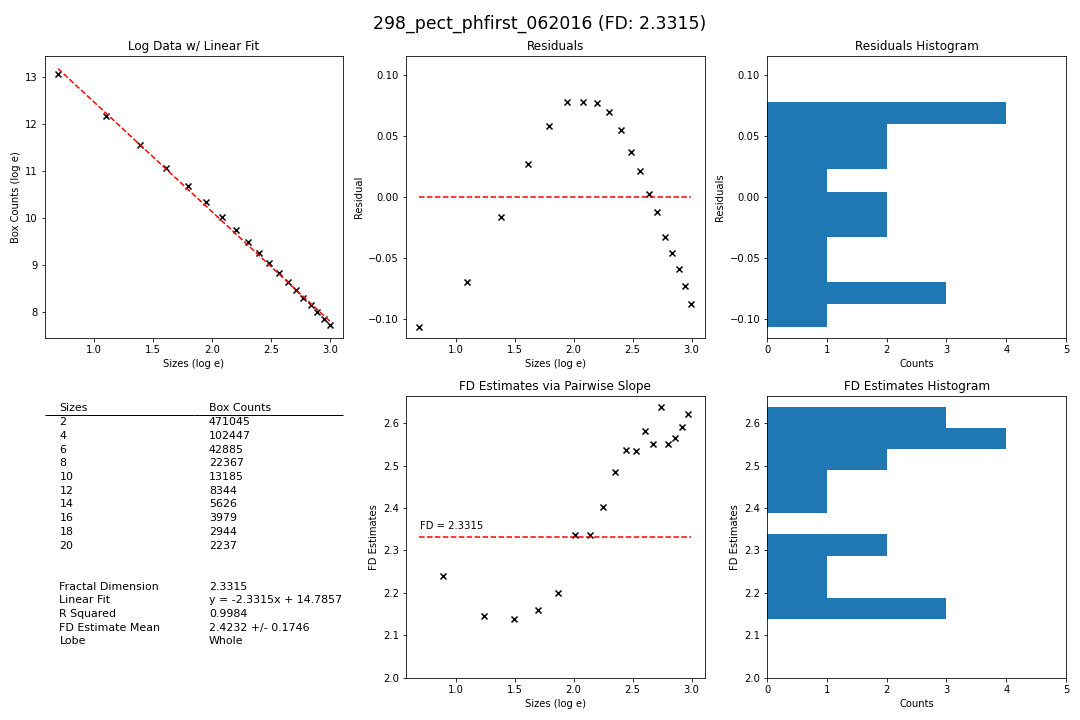 298_pect_phfirst_062016 (FD: 2.3315)
Log Data w/ Linear Fit
Box Counts (log e)
13
12
11
10
9
8
1.0 1.5 2.0 2.5 3.0
Sizes (log e)
Residuals
Residual
0.10
0.05
0.00
−0.05
−0.10
1.0 1.5 2.0 2.5 3.0
Sizes (log e)
Residuals Histogram
Residuals
0.10
0.05
0.00
−0.05
−0.10
0 1 2 3 4 5
Counts
Sizes Box Counts
2 471045
4 102447
6 42885
8 22367
10 13185
12 8344
14 5626
16 3979
18 2944
20 2237
Fractal Dimension 2.3315
Linear Fit y = -2.3315x + 14.7857
R Squared 0.9984
FD Estimate Mean 2.4232 +/- 0.1746
Lobe Whole
FD Estimates via Pairwise Slope
FD Estimates
2.6
2.5
2.4
2.3
2.2
2.1
2.0
FD = 2.3315
1.0 1.5 2.0 2.5 3.0
Sizes (log e)
FD Estimates Histogram
FD Estimates
2.6
2.5
2.4
2.3
2.2
2.1
2.0
0 1 2 3 4 5
Counts